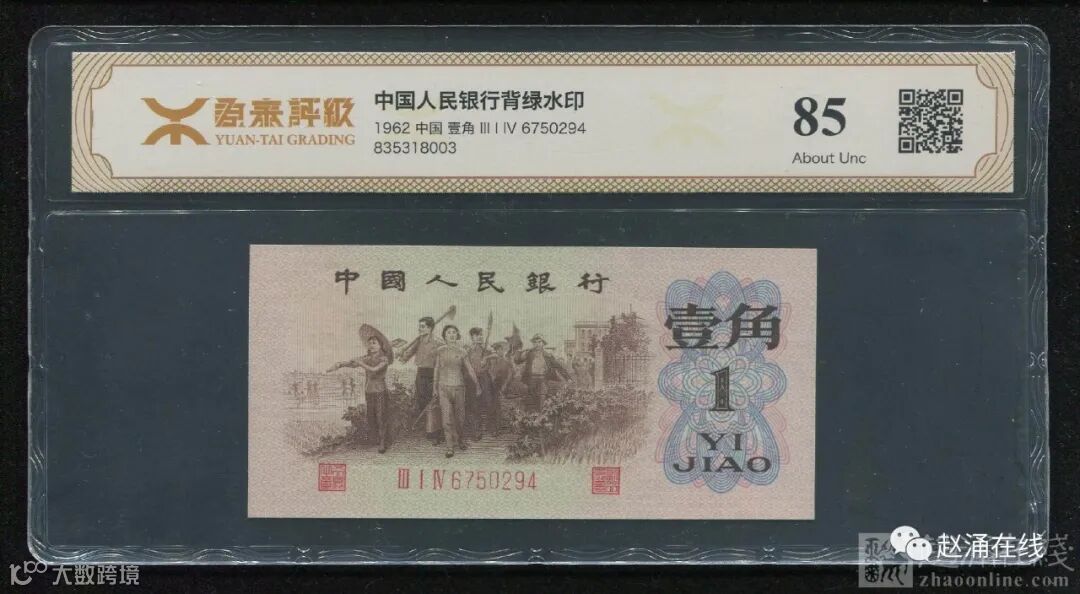 泰來評級
YUAN-TAI GRADING
中国人民银行背绿水印
1962 中国 壹角 III I IV 6750294
835318003
85
About Unc
中國人民銀行
壹角
1
YI
JIAO
III I IV 6750294
赵涌在线
zhaoonline.com
大数跨境